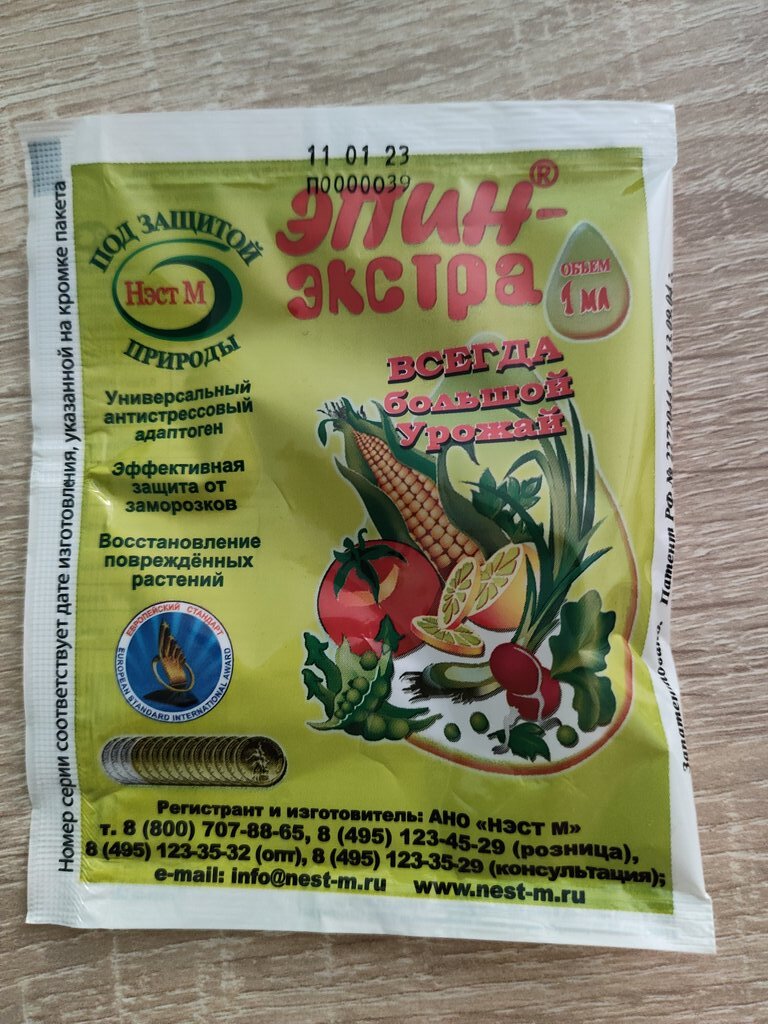 11 01 23
П0000039
ЭПИН-®
ЭКСТРА
ОБЪЕМ
1 МЛ
ПОД ЗАЩИТОЙ
НЭСТ М
ПРИРОДЫ
ВСЕГДА
большой
Урожай
Универсальный
антистрессовый
адаптоген
Эффективная
защита от
заморозков
Восстановление
повреждённых
растений
ЕВРОПЕЙСКИЙ СТАНДАРТ
EUROPEAN STANDARD INTERNATIONAL AWARD
Регистрант и изготовитель: АНО «НЭСТ М»
т. 8 (800) 707-88-65, 8 (495) 123-45-29 (розница),
8 (495) 123-35-32 (опт), 8 (495) 123-35-29 (консультация);
e-mail: info@nest-m.ru www.nest-m.ru
Номер серии соответствует дате изготовления, указанной на кромке пакета
Патент РФ №